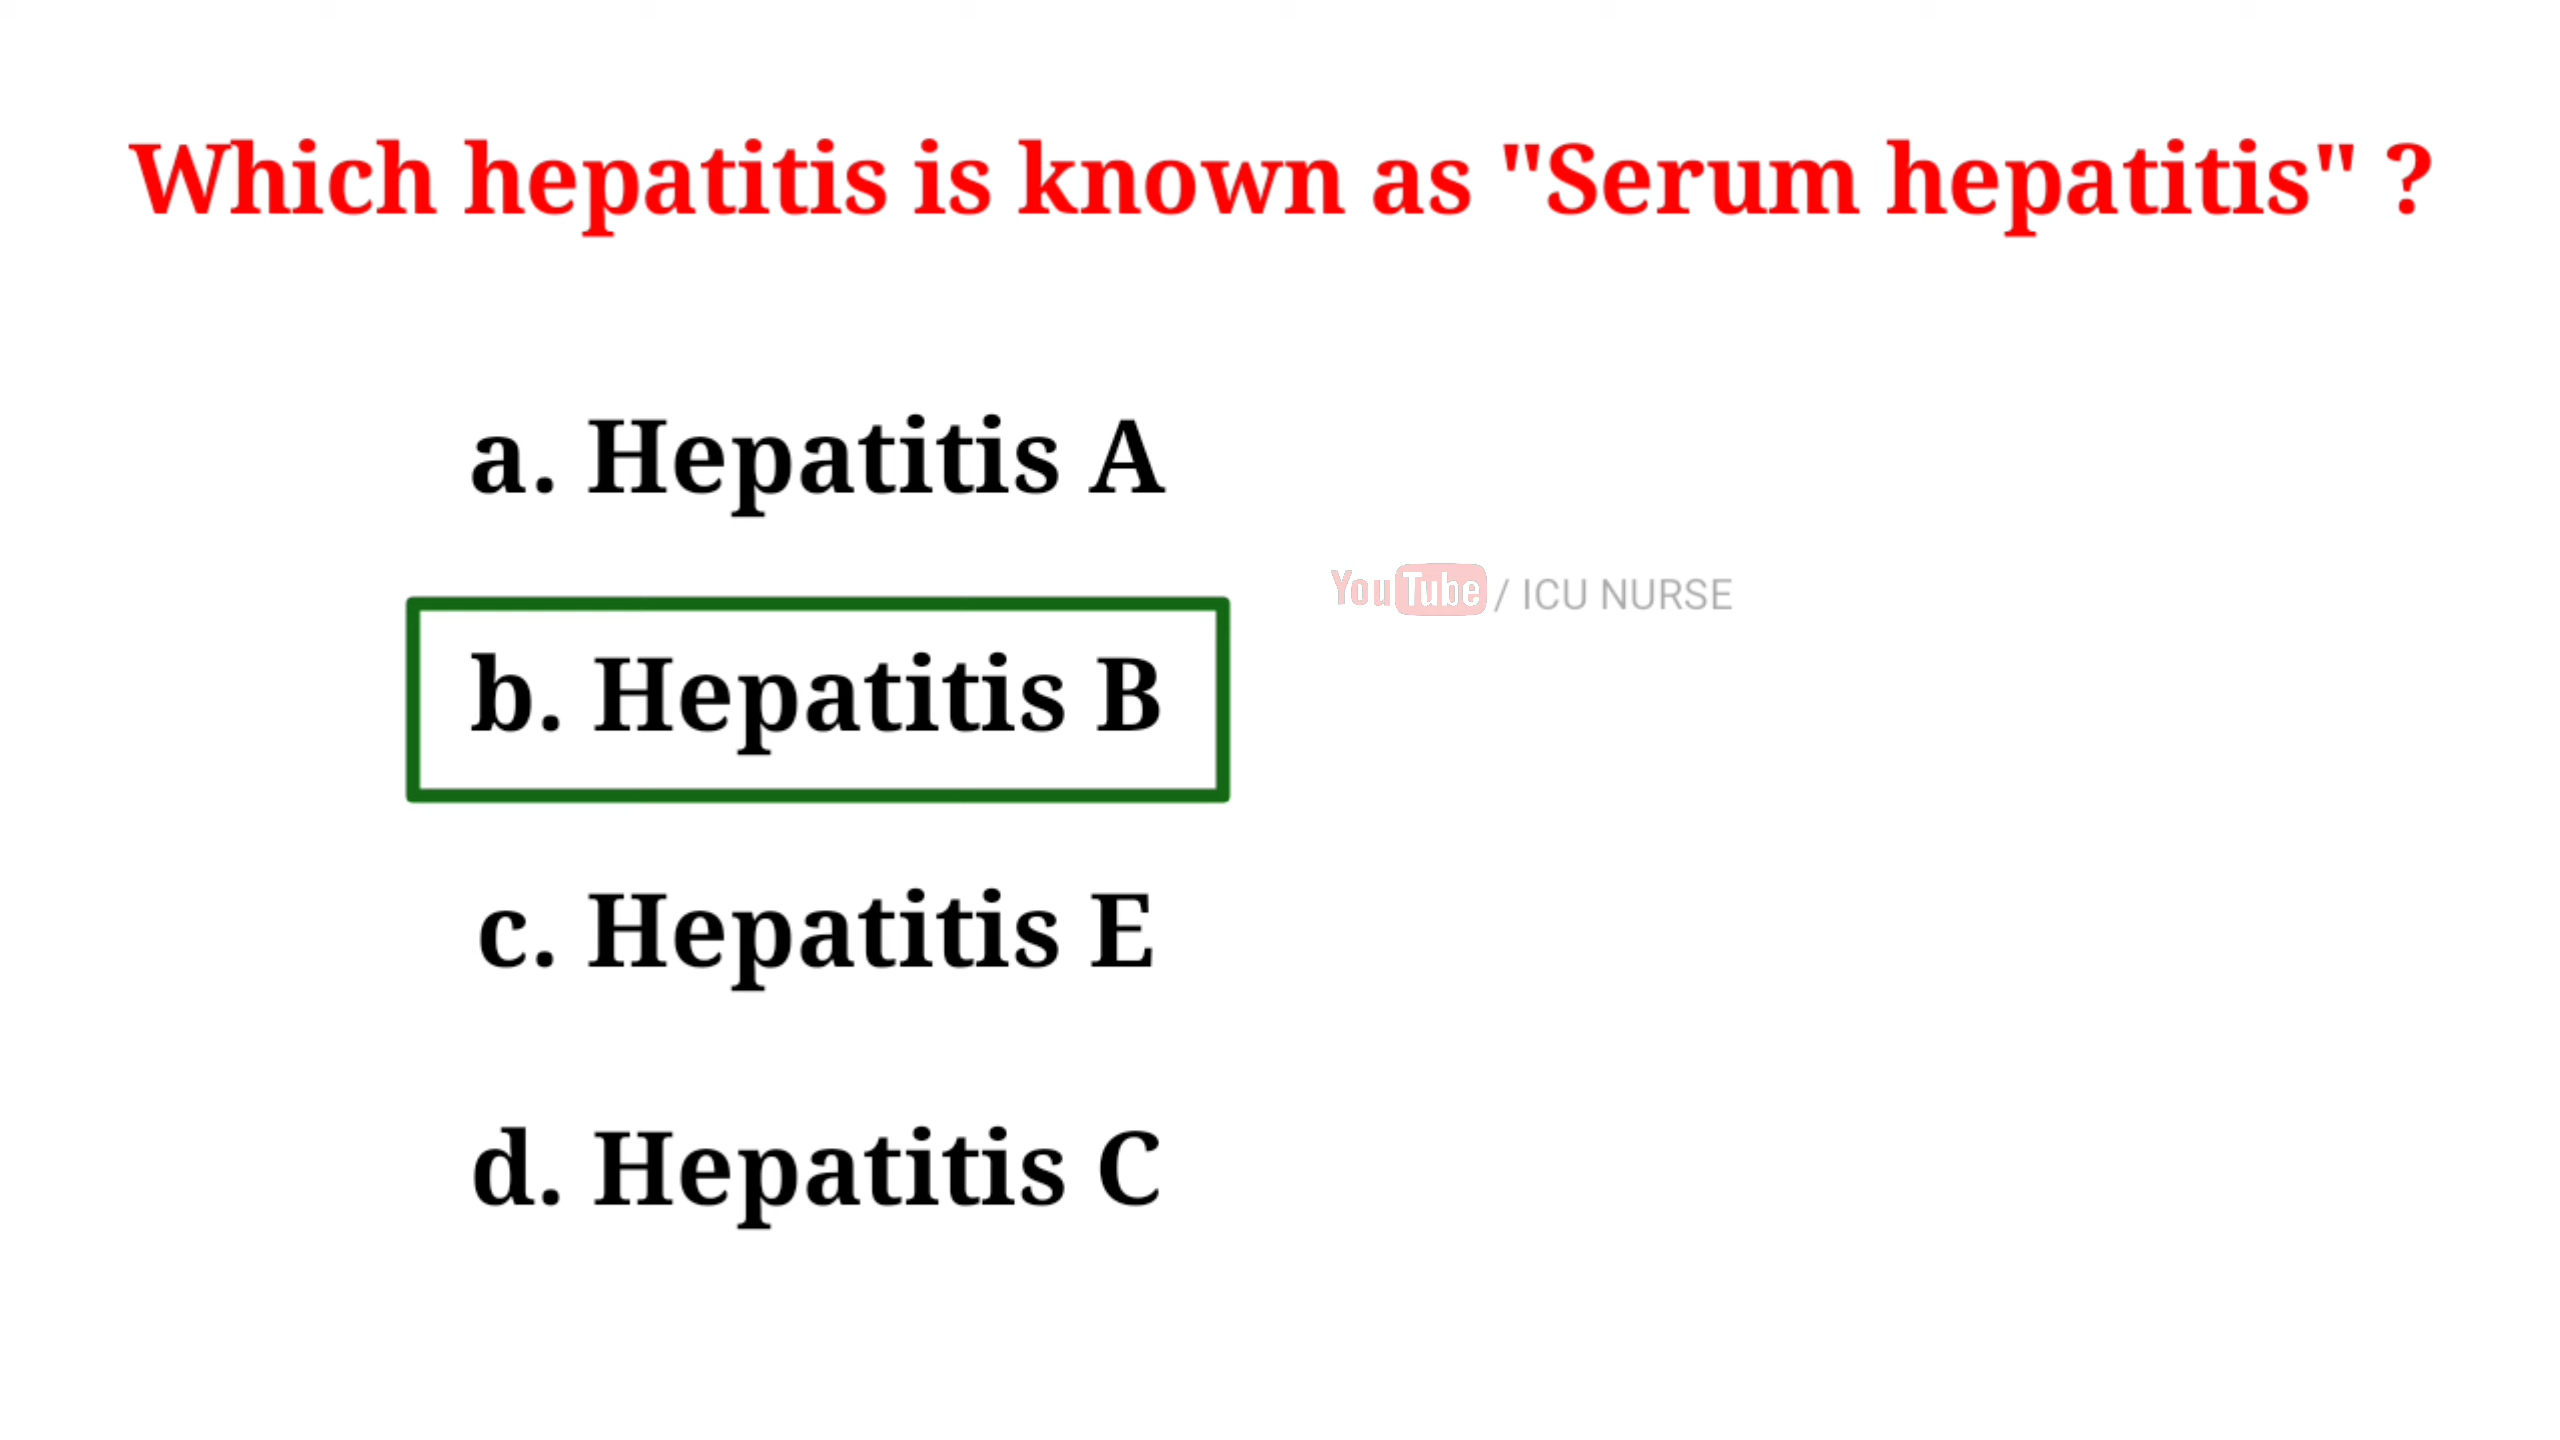 Which hepatitis is known as "Serum hepatitis" ?
a. Hepatitis A
YouTube / ICU NURSE
b. Hepatitis B
c. Hepatitis E
d. Hepatitis C